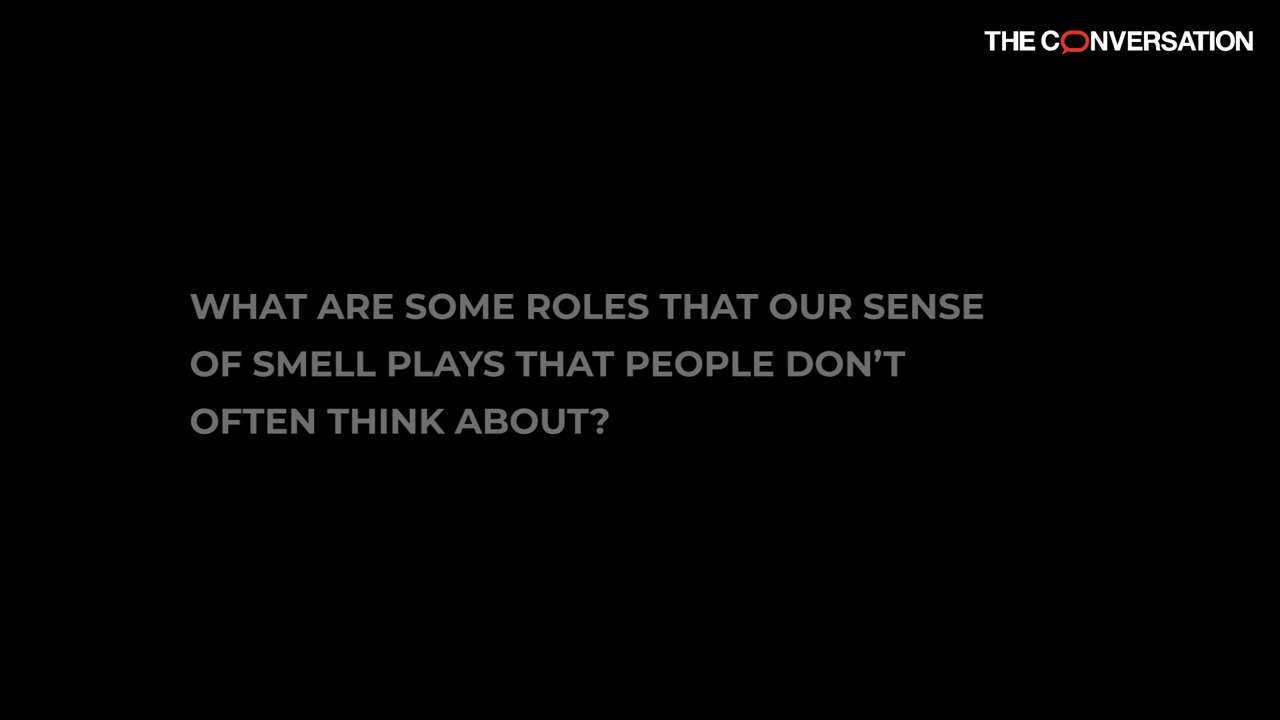 THE CONVERSATION
WHAT ARE SOME ROLES THAT OUR SENSE
OF SMELL PLAYS THAT PEOPLE DON’T
OFTEN THINK ABOUT?